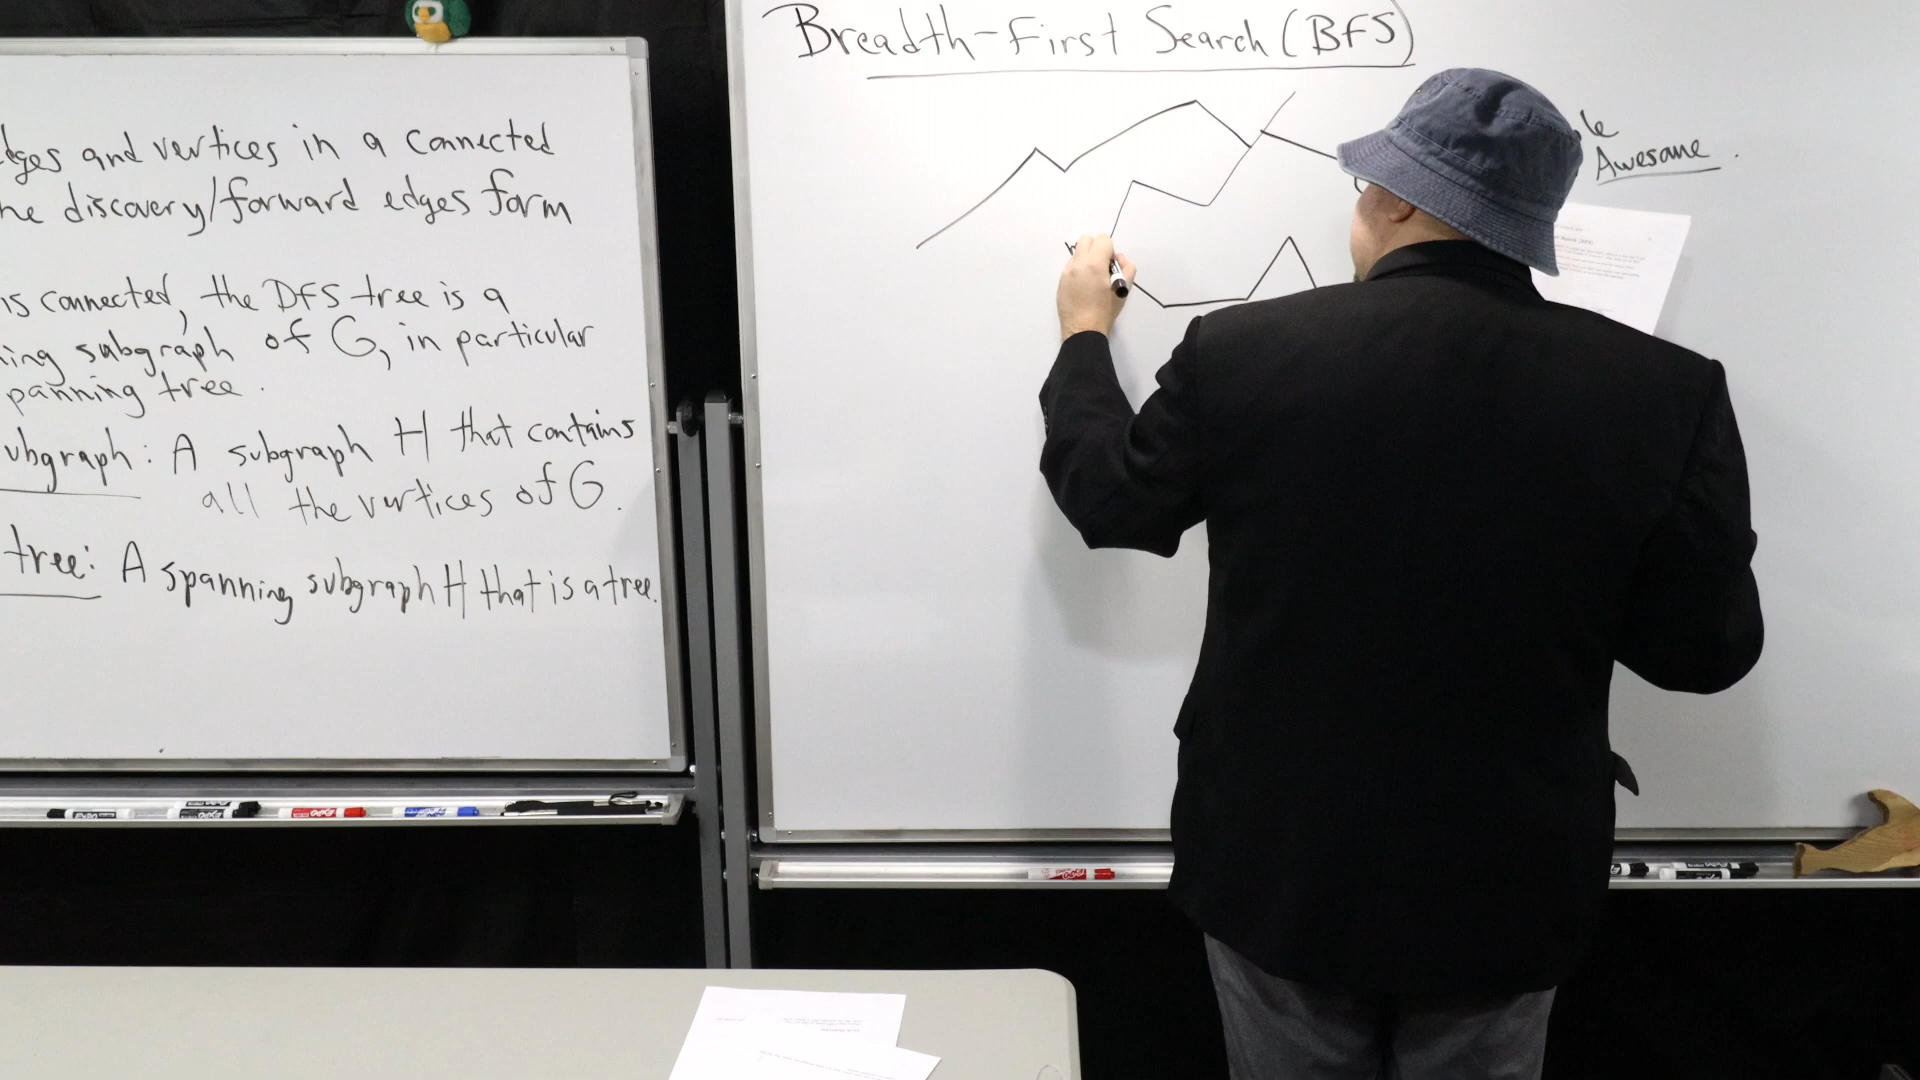 dges and vertices in a connected
he discovery/forward edges form
is connected, the DFS tree is a
ning subgraph of G, in particular
panning tree.
ubgraph: A subgraph H that contains
all the vertices of G.
tree: A spanning subgraph H that is a tree.
Breadth-First Search (BFS)
le
Awesome.